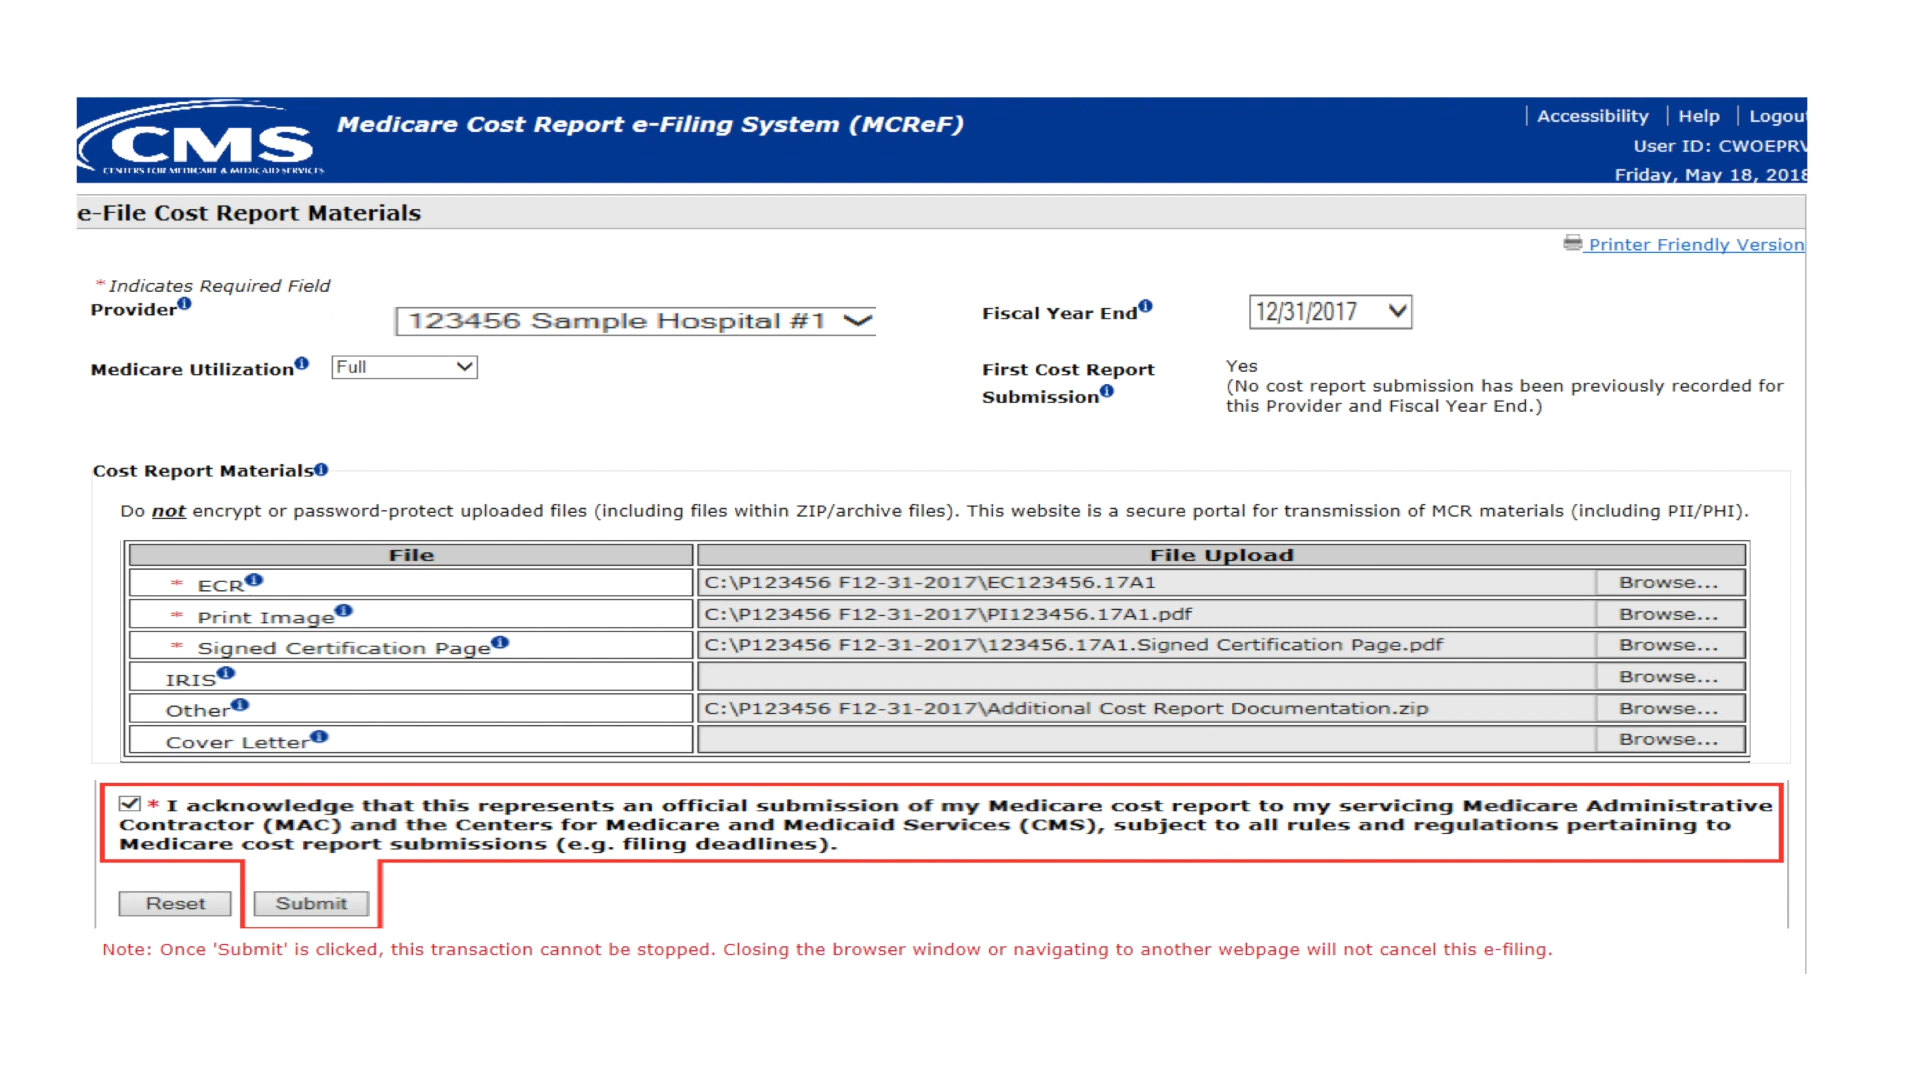 CMS
CENTERS FOR MEDICARE & MEDICAID SERVICES
Medicare Cost Report e-Filing System (MCReF)
Accessibility | Help | Logout
User ID: CWOEPRV
Friday, May 18, 2018
e-File Cost Report Materials
Printer Friendly Version
* Indicates Required Field
Provider
123456 Sample Hospital #1
Fiscal Year End
12/31/2017
Medicare Utilization
Full
First Cost Report
Submission
Yes
(No cost report submission has been previously recorded for
this Provider and Fiscal Year End.)
Cost Report Materials
Do not encrypt or password-protect uploaded files (including files within ZIP/archive files). This website is a secure portal for transmission of MCR materials (including PII/PHI).
File File Upload
* ECR C:\P123456 F12-31-2017\EC123456.17A1 Browse...
* Print Image C:\P123456 F12-31-2017\PI123456.17A1.pdf Browse...
* Signed Certification Page C:\P123456 F12-31-2017\123456.17A1.Signed Certification Page.pdf Browse...
IRIS Browse...
Other C:\P123456 F12-31-2017\Additional Cost Report Documentation.zip Browse...
Cover Letter Browse...
* I acknowledge that this represents an official submission of my Medicare cost report to my servicing Medicare Administrative
Contractor (MAC) and the Centers for Medicare and Medicaid Services (CMS), subject to all rules and regulations pertaining to
Medicare cost report submissions (e.g. filing deadlines).
Reset Submit
Note: Once 'Submit' is clicked, this transaction cannot be stopped. Closing the browser window or navigating to another webpage will not cancel this e-filing.